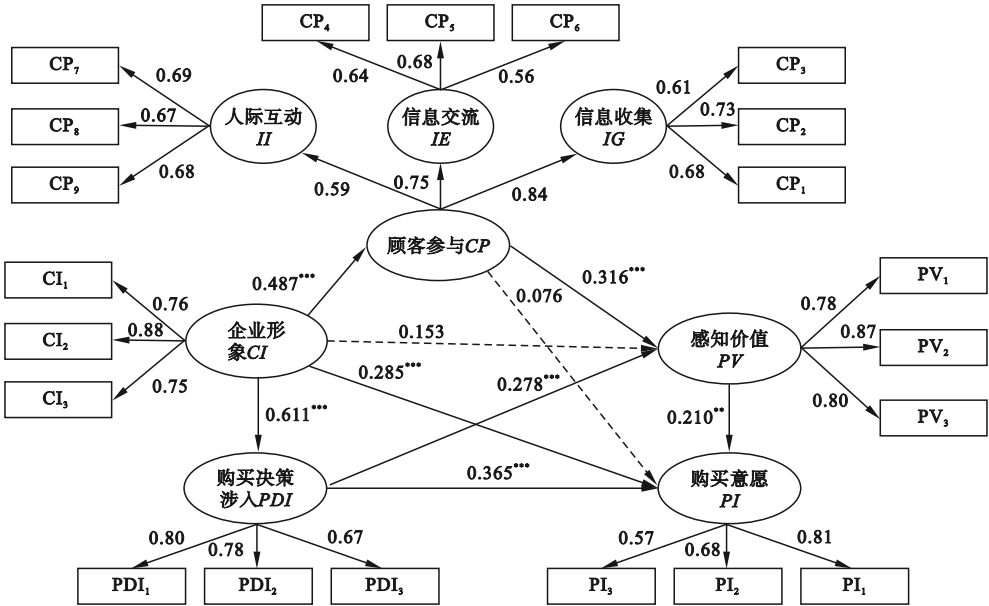 CP₄
CP₅
CP₆
0.64
0.68
0.56
CP₇
CP₈
CP₉
0.69
0.67
0.68
人际互动
II
信息交流
IE
信息收集
IG
0.61
0.73
0.68
CP₃
CP₂
CP₁
0.59
0.75
0.84
顾客参与CP
0.487***
0.316***
0.076
CI₁
CI₂
CI₃
0.76
0.88
0.75
企业形
象CI
0.153
0.285***
0.278***
感知价值
PV
0.78
0.87
0.80
PV₁
PV₂
PV₃
0.611***
0.210**
购买决策
涉入PDI
0.365***
购买意愿
PI
0.80
0.78
0.67
0.57
0.68
0.81
PDI₁
PDI₂
PDI₃
PI₃
PI₂
PI₁